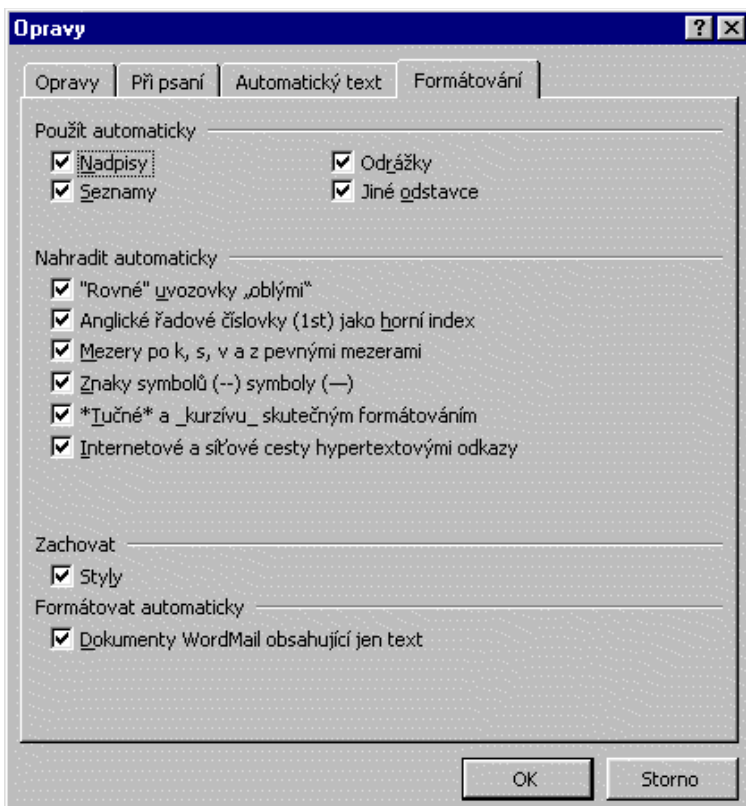 Opravy
Opravy Při psaní Automatický text Formátování
Použít automaticky
Nadpisy Odrážky
Seznamy Jiné odstavce
Nahradit automaticky
"Rovné" uvozovky „oblými“
Anglické řadové číslovky (1st) jako horní index
Mezery po k, s, v a z pevnými mezerami
Znaky symbolů (--) symboly (—)
*Tučné* a _kurzívu_ skutečným formátováním
Internetové a síťové cesty hypertextovými odkazy
Zachovat
Styly
Formátovat automaticky
Dokumenty WordMail obsahující jen text
OK Storno